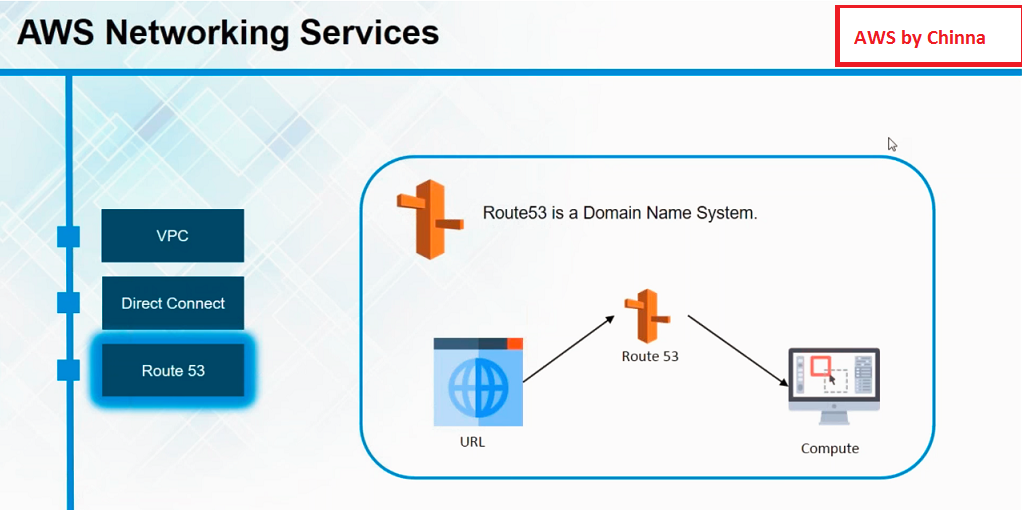 AWS Networking Services
AWS by Chinna
VPC
Direct Connect
Route 53
Route53 is a Domain Name System.
Route 53
URL
Compute